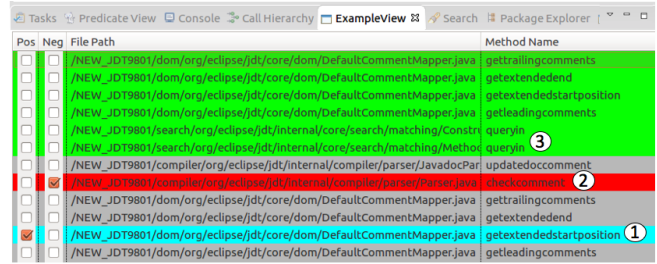 Tasks Predicate View Console Call Hierarchy ExampleView Search Package Explorer
Pos Neg File Path Method Name
/NEW_JDT9801/dom/org/eclipse/jdt/core/dom/DefaultCommentMapper.java gettrailingcomments
/NEW_JDT9801/dom/org/eclipse/jdt/core/dom/DefaultCommentMapper.java getextendedend
/NEW_JDT9801/dom/org/eclipse/jdt/core/dom/DefaultCommentMapper.java getextendedstartposition
/NEW_JDT9801/dom/org/eclipse/jdt/core/dom/DefaultCommentMapper.java getleadingcomments
/NEW_JDT9801/search/org/eclipse/jdt/internal/core/search/matching/Constru queryin
/NEW_JDT9801/search/org/eclipse/jdt/internal/core/search/matching/Method queryin 3
/NEW_JDT9801/compiler/org/eclipse/jdt/internal/compiler/parser/JavadocPar updatedoccomment
/NEW_JDT9801/compiler/org/eclipse/jdt/internal/compiler/parser/Parser.java checkcomment 2
/NEW_JDT9801/dom/org/eclipse/jdt/core/dom/DefaultCommentMapper.java gettrailingcomments
/NEW_JDT9801/dom/org/eclipse/jdt/core/dom/DefaultCommentMapper.java getextendedend
/NEW_JDT9801/dom/org/eclipse/jdt/core/dom/DefaultCommentMapper.java getextendedstartposition 1
/NEW_JDT9801/dom/org/eclipse/jdt/core/dom/DefaultCommentMapper.java getleadingcomments